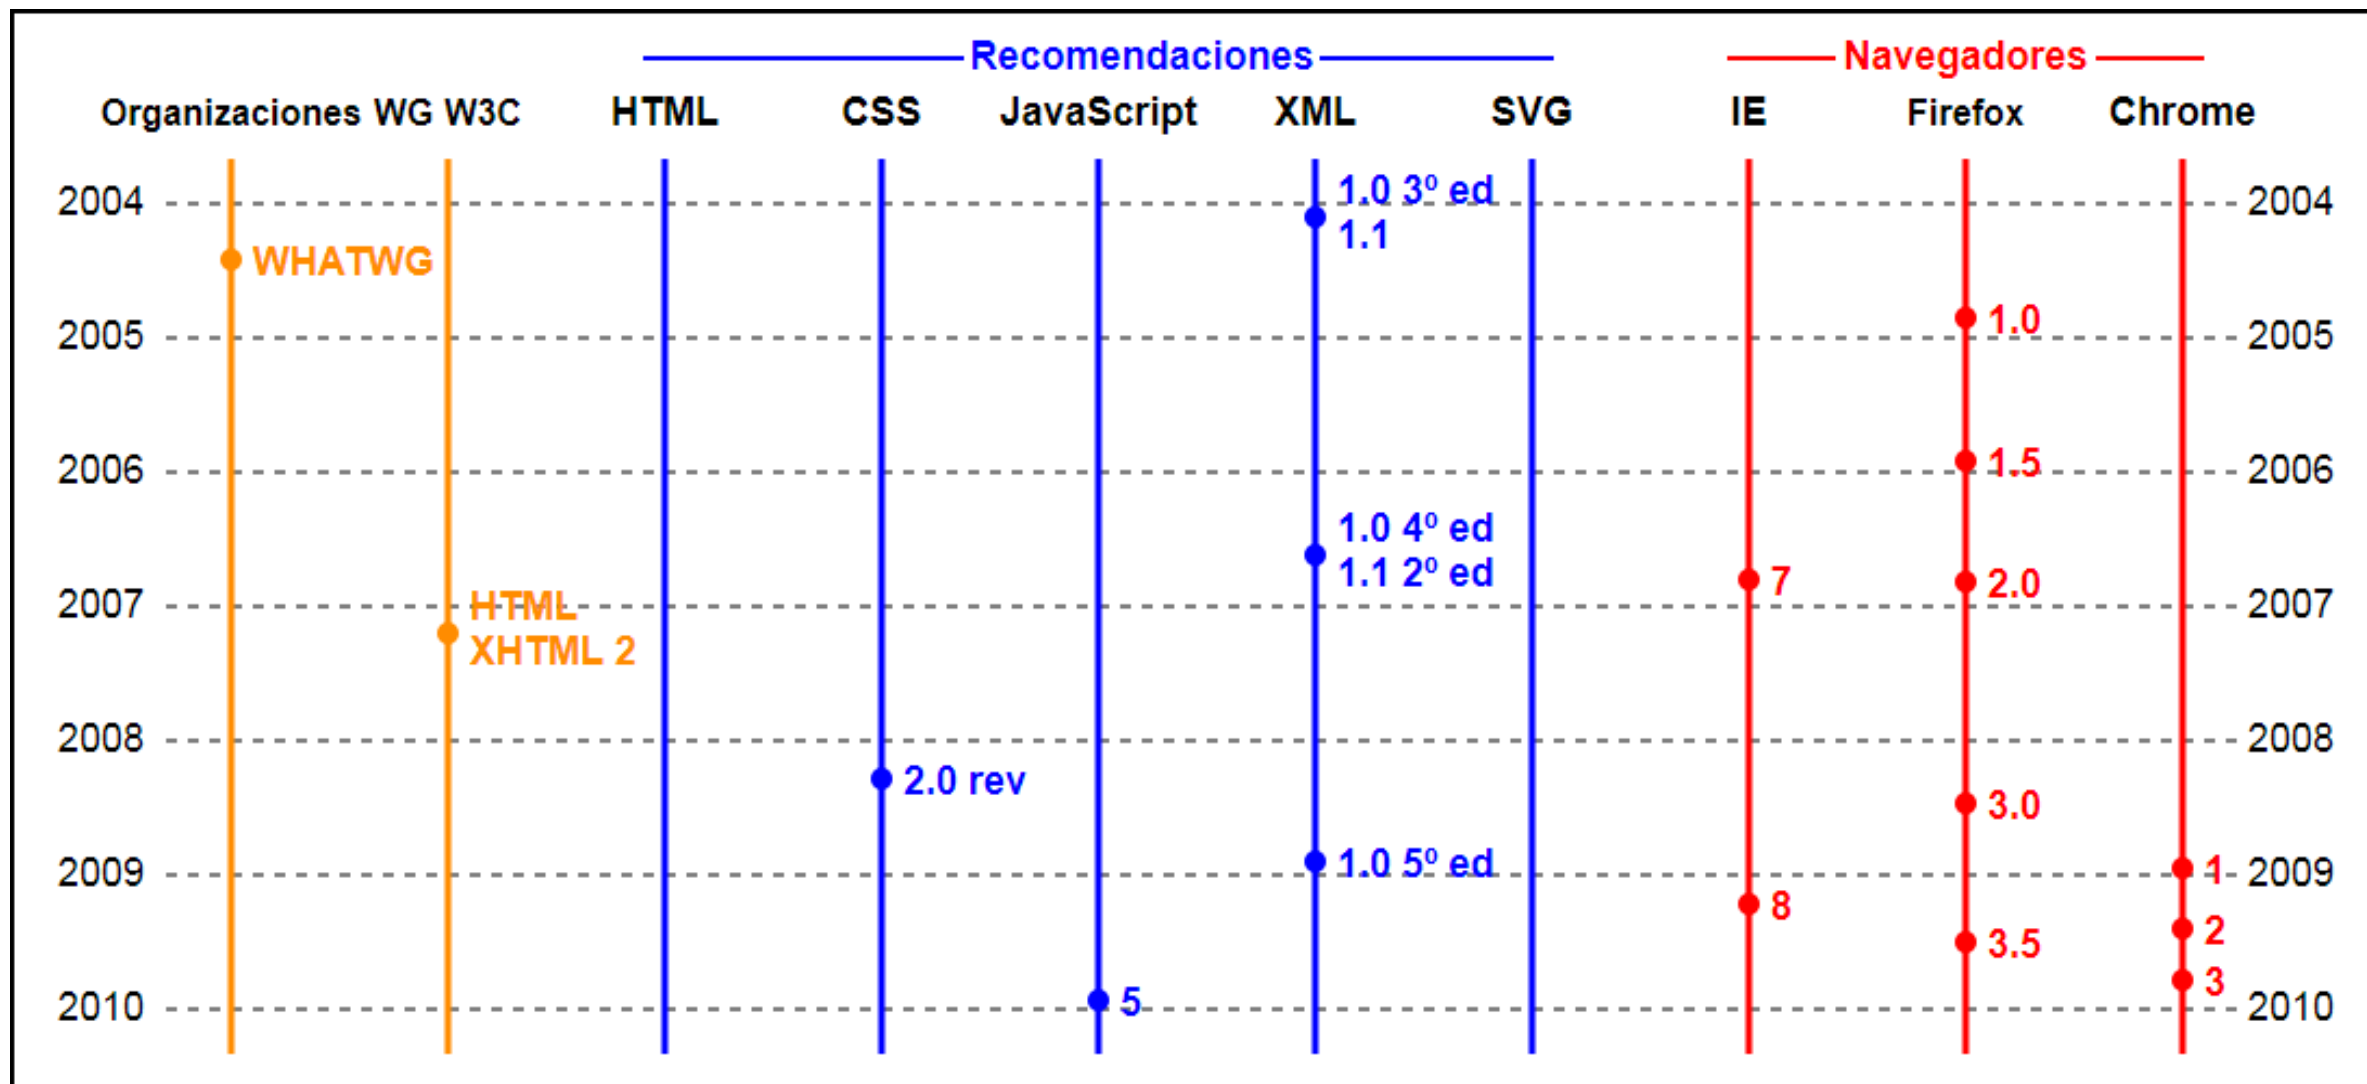 Recomendaciones Navegadores
Organizaciones WG W3C HTML CSS JavaScript XML SVG IE Firefox Chrome
1.0 3º ed
2004 2004
1.1
WHATWG
1.0
2005 2005
1.5
2006 2006
1.0 4º ed
1.1 2º ed
7 2.0
2007 HTML 2007
XHTML 2
2008 2008
2.0 rev
3.0
1.0 5º ed
2009 1 2009
8
2
3.5
3
2010 5 2010